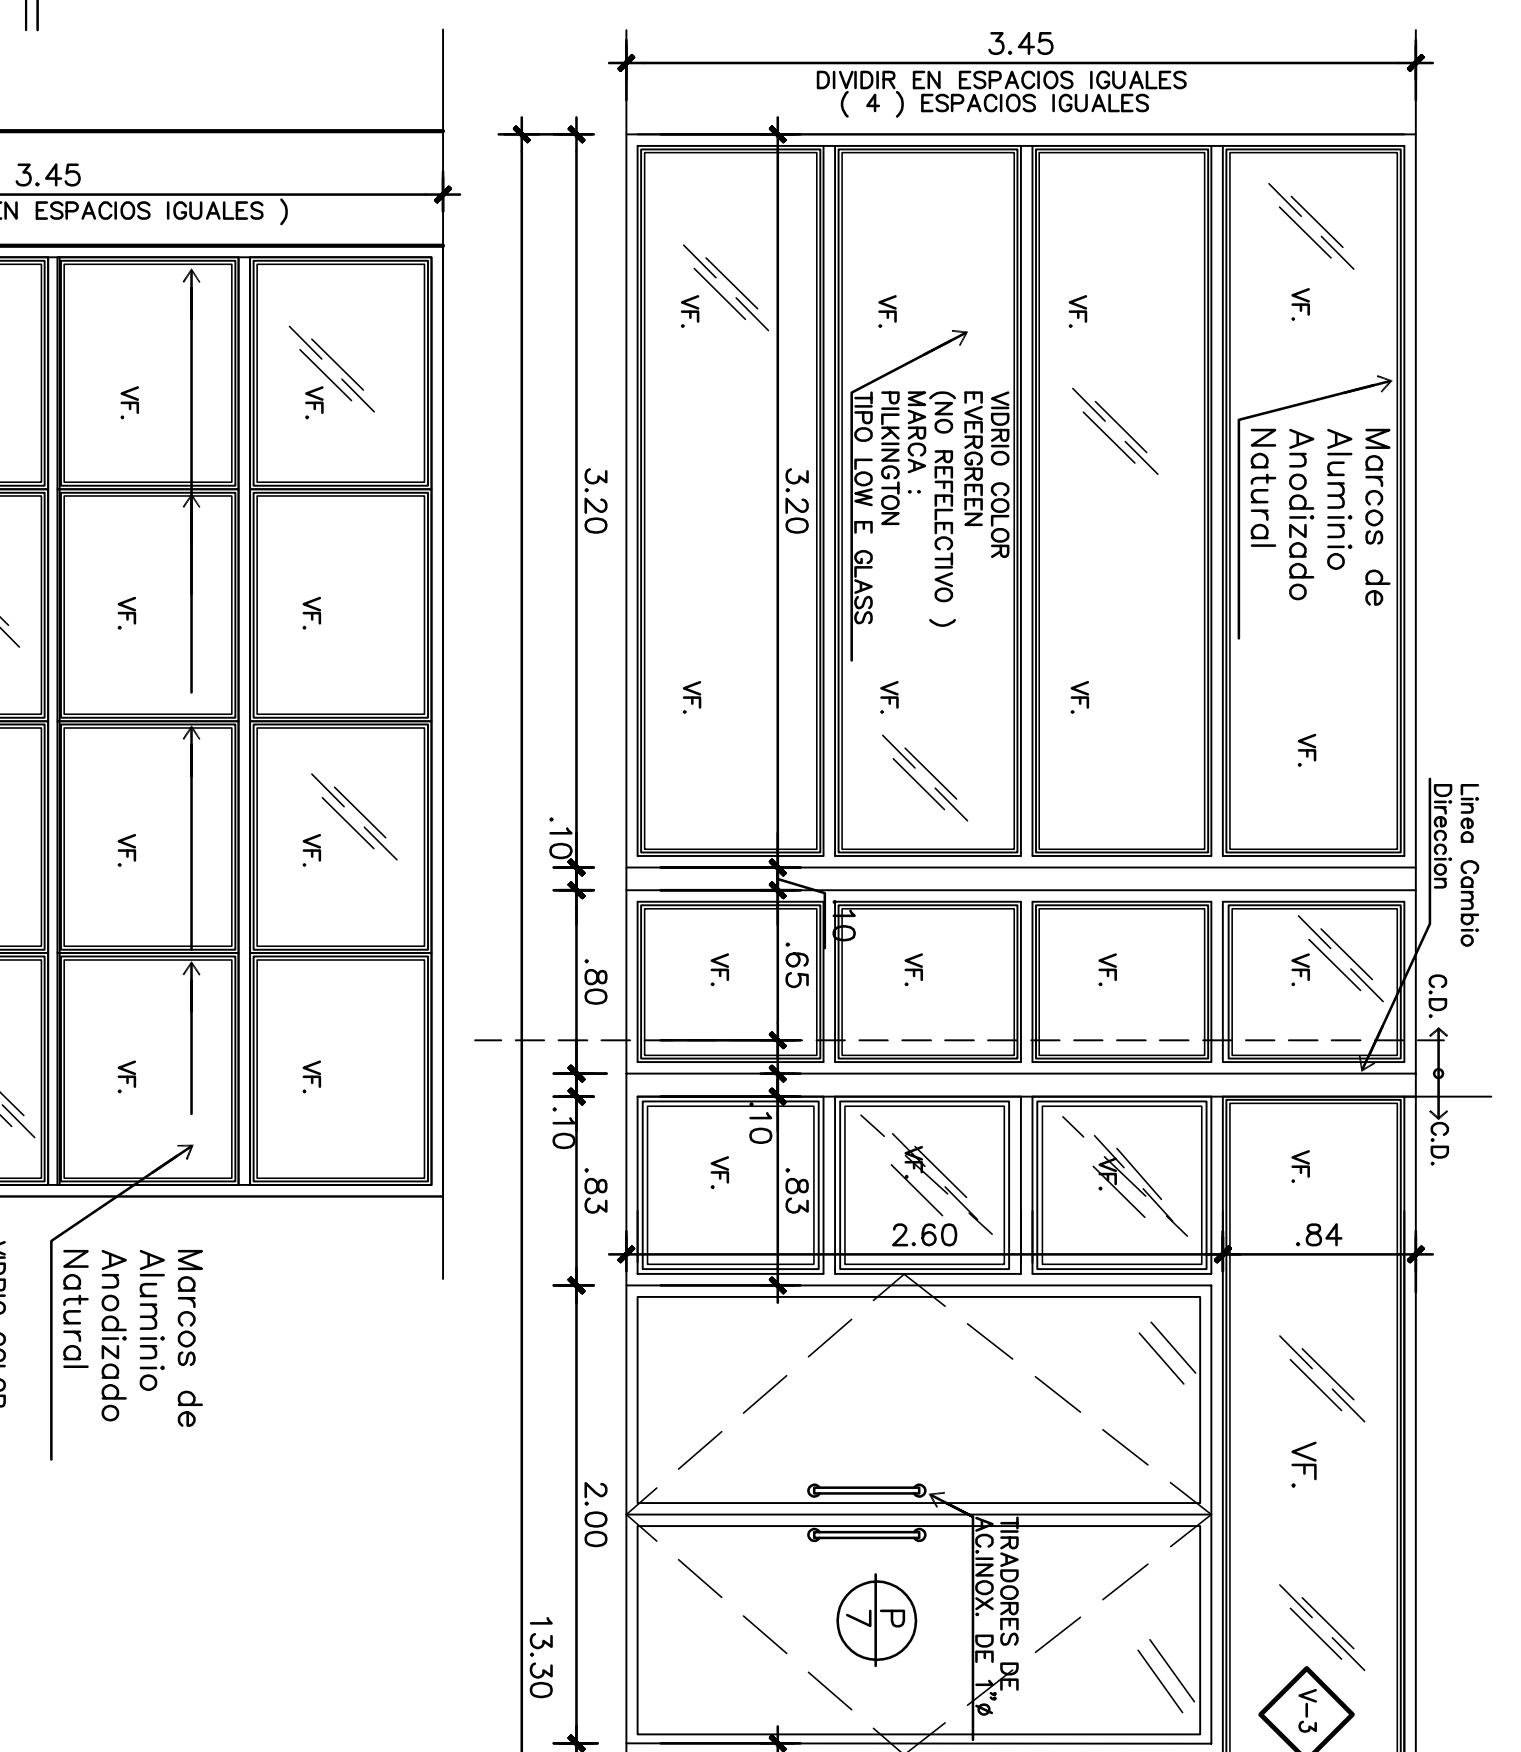 3.45
DIVIDIR EN ESPACIOS IGUALES
( 4 ) ESPACIOS IGUALES
3.45
EN ESPACIOS IGUALES )
VF.
VF.
VF.
VF.
VIDRIO COLOR
EVERGREEN
(NO REFELECTIVO )
MARCA :
PILKINGTON
TIPO LOW E GLASS
Marcos de
Aluminio
Anodizado
Natural
VF.
VF.
VF.
VF.
3.20
3.20
Linea Cambio
Direccion
C.D.
C.D.
.10
.10
.80
.65
VF.
VF.
VF.
VF.
.10
.10
.83
.83
VF.
VF.
VF.
VF.
2.60
.84
VF.
2.00
TIRADORES DE
AC.INOX. DE 1"ø
P
7
V-3
13.30
VF.
VF.
VF.
VF.
VF.
VF.
VF.
VF.
Marcos de
Aluminio
Anodizado
Natural